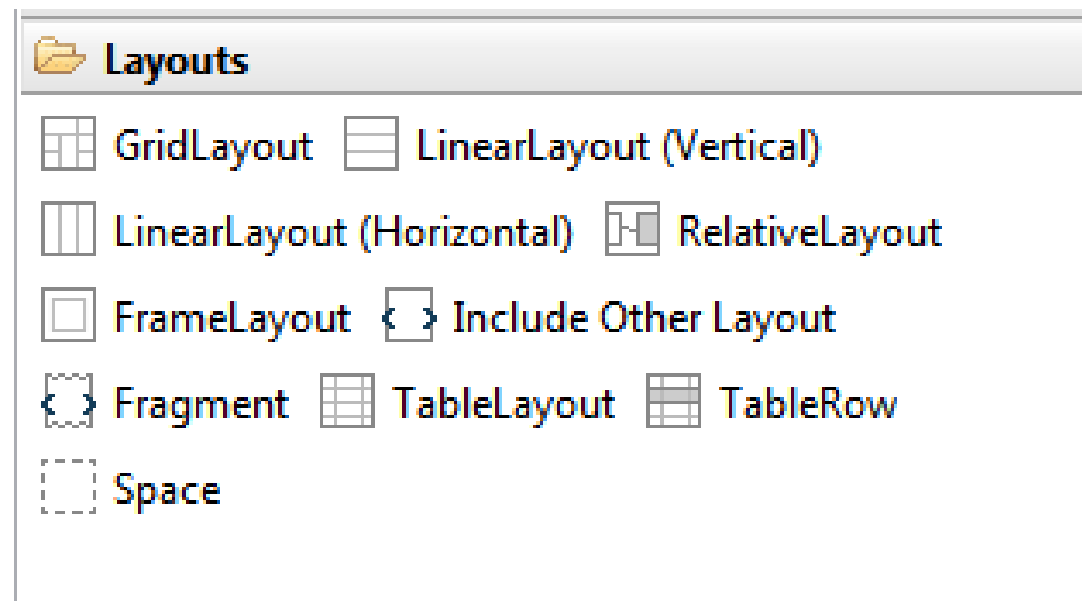 Layouts
GridLayout LinearLayout (Vertical)
LinearLayout (Horizontal) RelativeLayout
FrameLayout Include Other Layout
Fragment TableLayout TableRow
Space